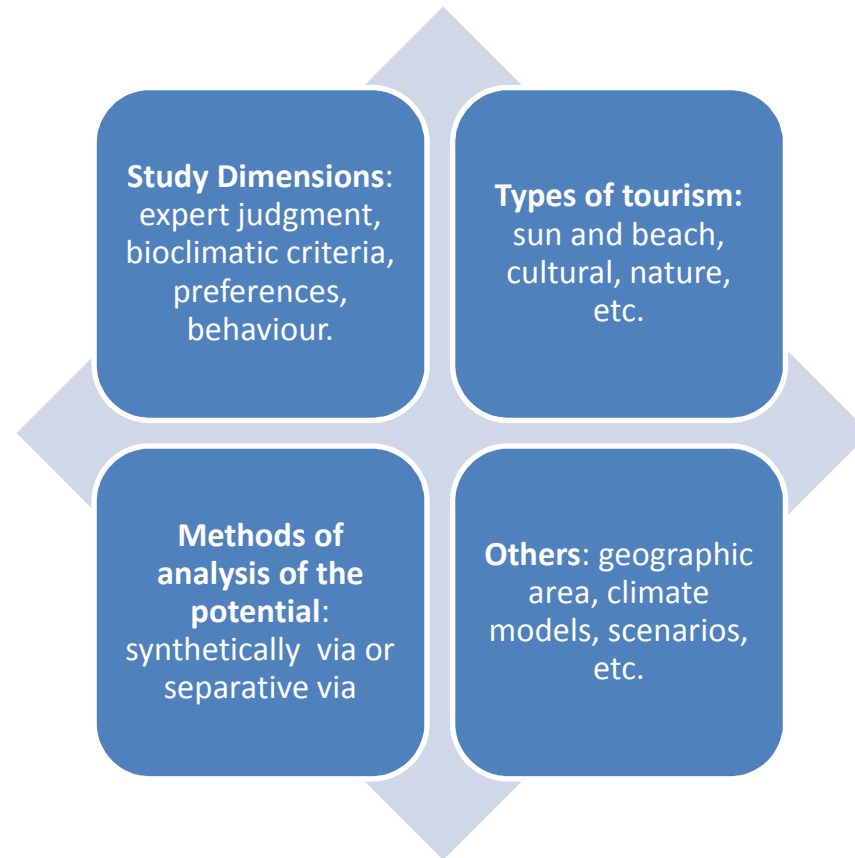 Study Dimensions:
expert judgment,
bioclimatic criteria,
preferences,
behaviour.
Types of tourism:
sun and beach,
cultural, nature,
etc.
Methods of
analysis of the
potential:
synthetically  via or
separative via
Others: geographic
area, climate
models, scenarios,
etc.